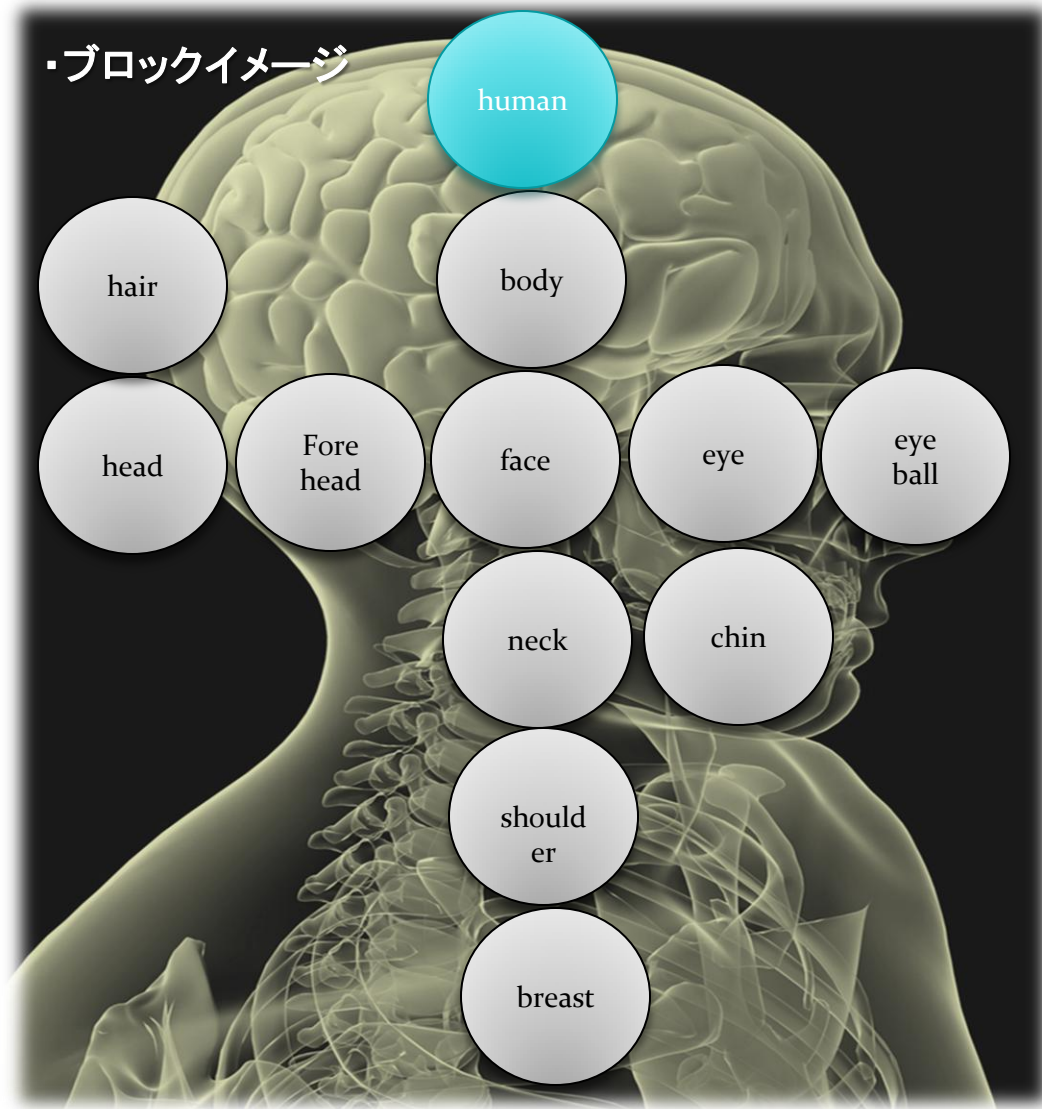 ・ブロックイメージ
human
hair
body
head
Fore
head
face
eye
eye
ball
neck
chin
should
er
breast